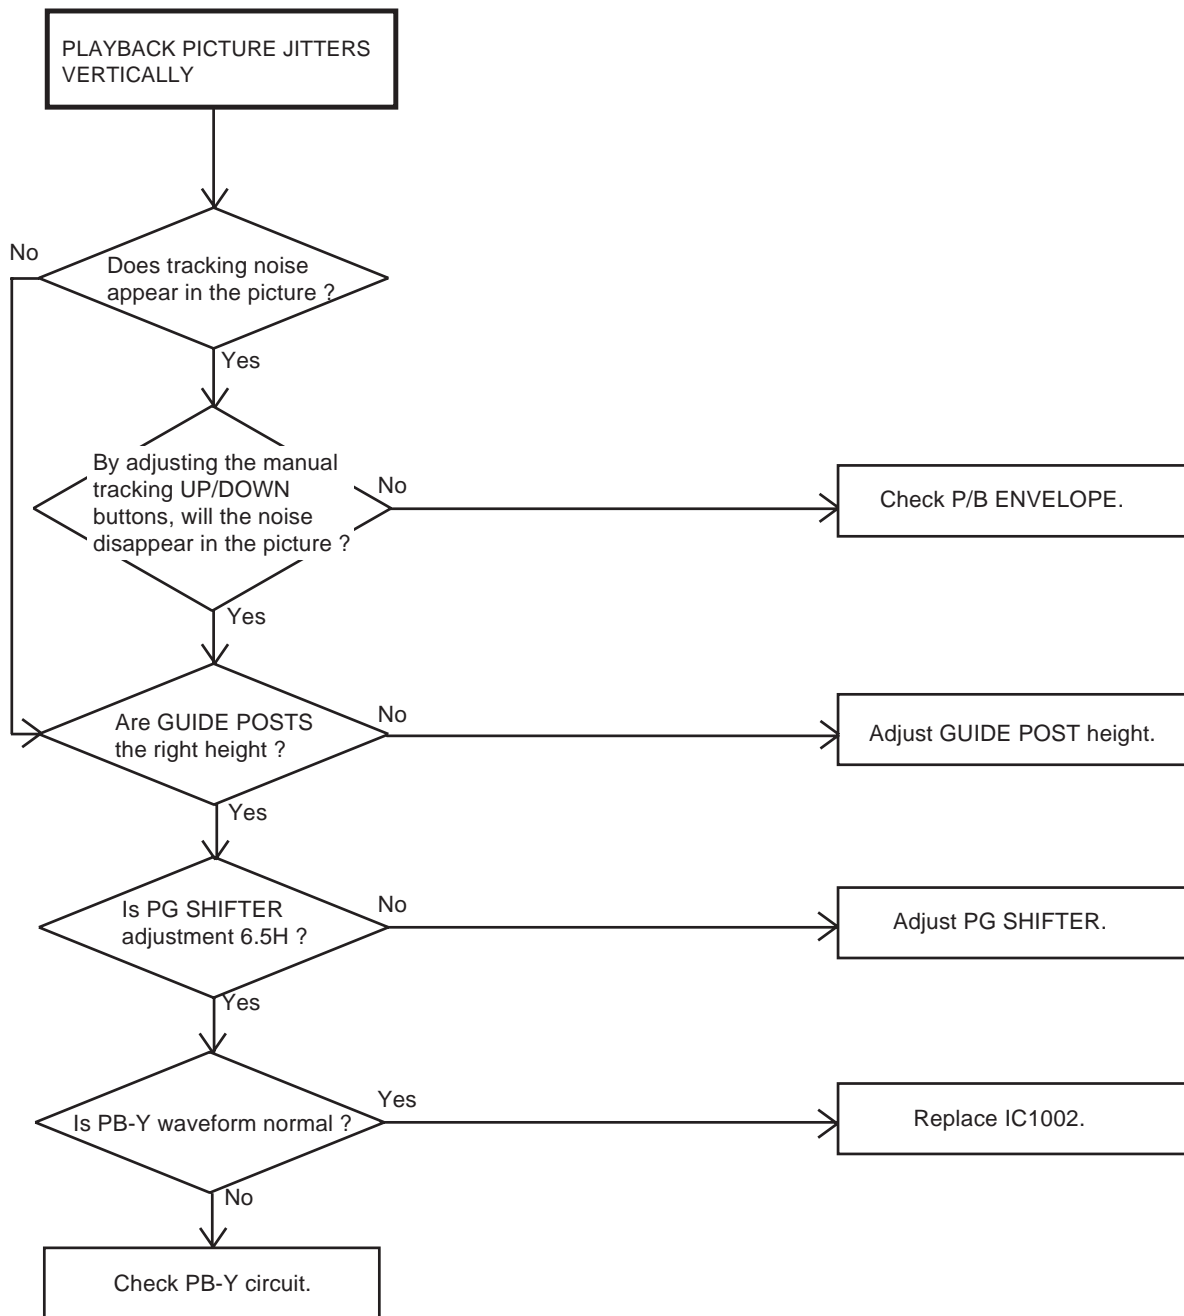 PLAYBACK PICTURE JITTERS
VERTICALLY
No
Does tracking noise
appear in the picture ?
Yes
By adjusting the manual
tracking UP/DOWN
buttons, will the noise
disappear in the picture ?
No
Check P/B ENVELOPE.
Yes
Are GUIDE POSTS
the right height ?
No
Adjust GUIDE POST height.
Yes
Is PG SHIFTER
adjustment 6.5H ?
No
Adjust PG SHIFTER.
Yes
Is PB-Y waveform normal ?
Yes
Replace IC1002.
No
Check PB-Y circuit.